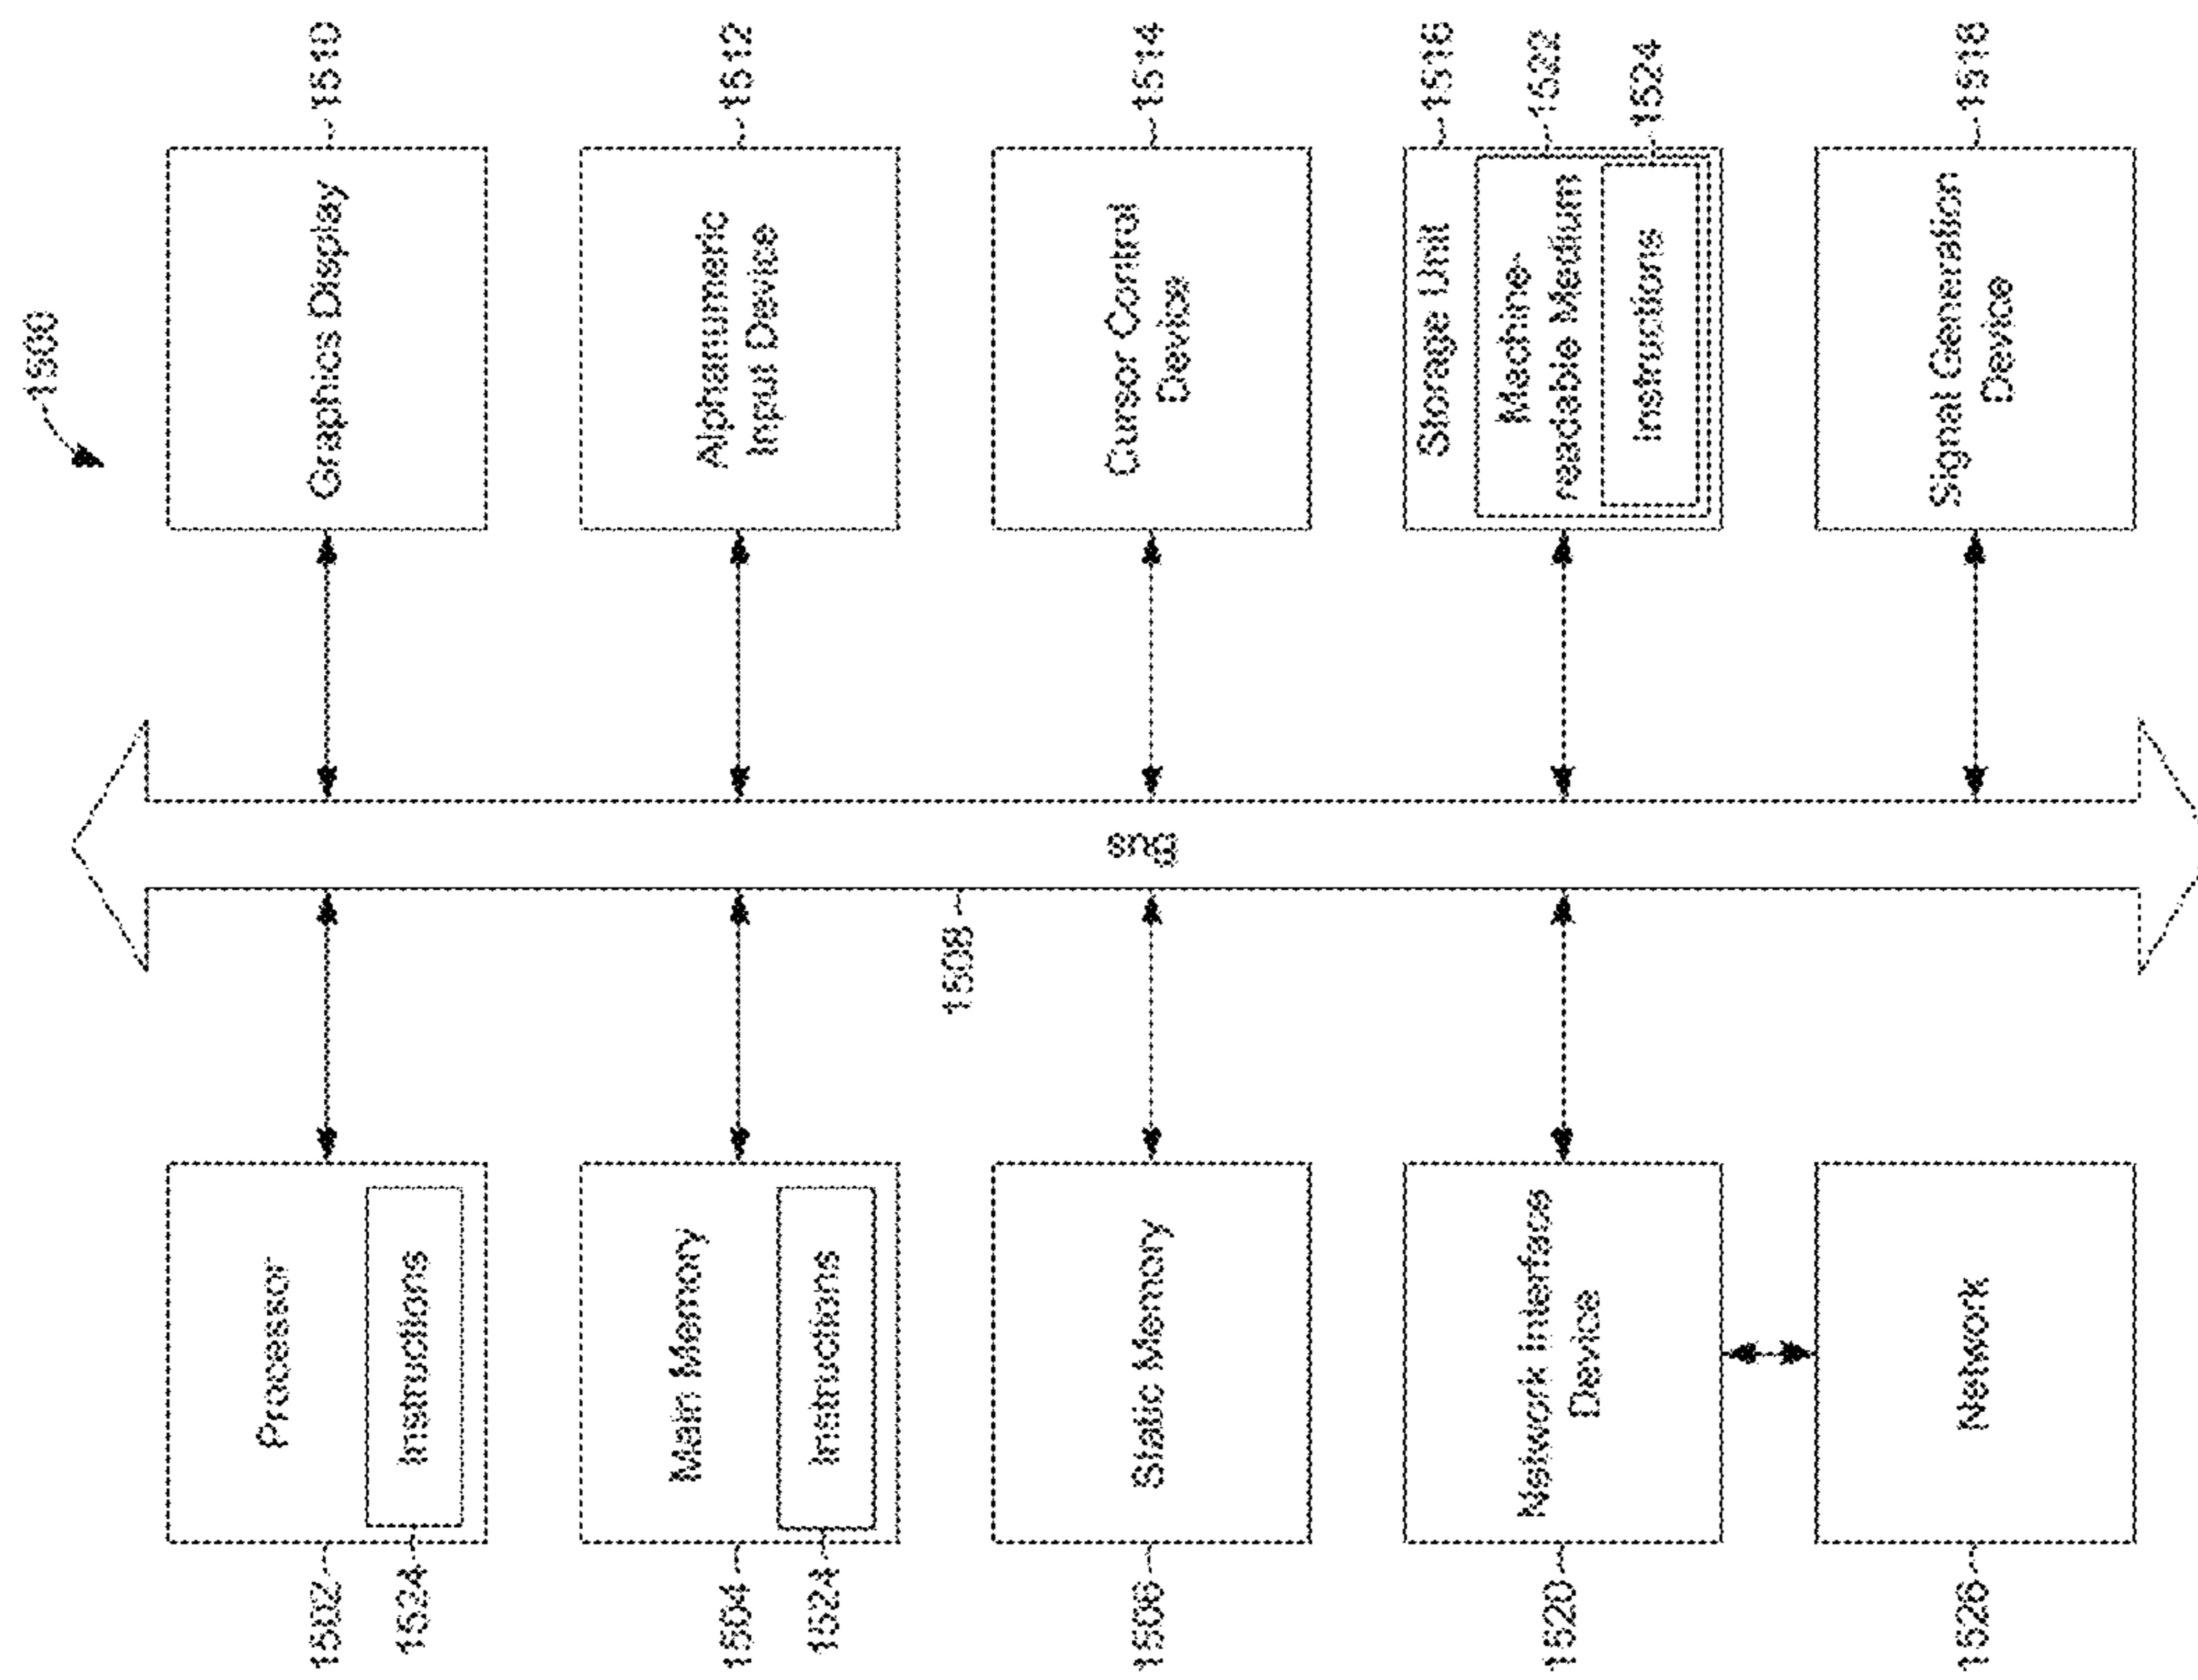 1500
1502
Processor
1524
Instructions
Graphics Display
1510
1504
Main Memory
1524
Instructions
Alphanumeric
Input Device
1512
1508
1506
Static Memory
Bus
Cursor Control
Device
1514
1520
Network Interface
Device
Storage Unit
1516
Machine-
readable Medium
1522
Instructions
1524
1526
Network
Signal Generation
Device
1518